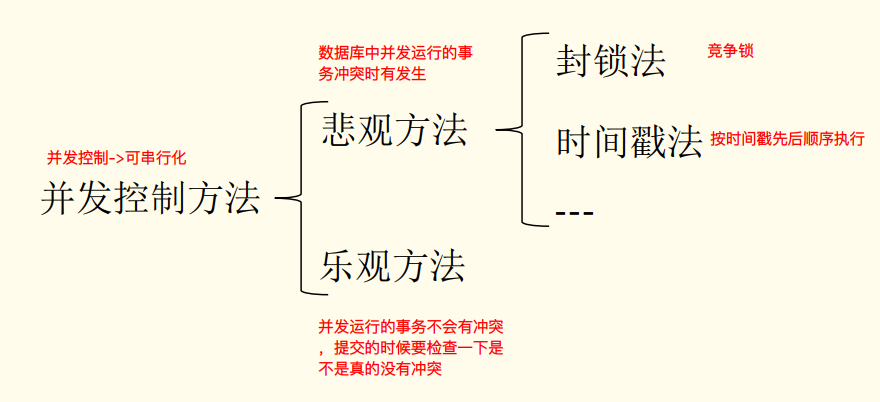 并发控制->可串行化
并发控制方法
数据库中并发运行的事
务冲突时有发生
悲观方法
封锁法
竞争锁
时间戳法
按时间戳先后顺序执行
---
乐观方法
并发运行的事务不会有冲突
，提交的时候要检查一下是
不是真的没有冲突